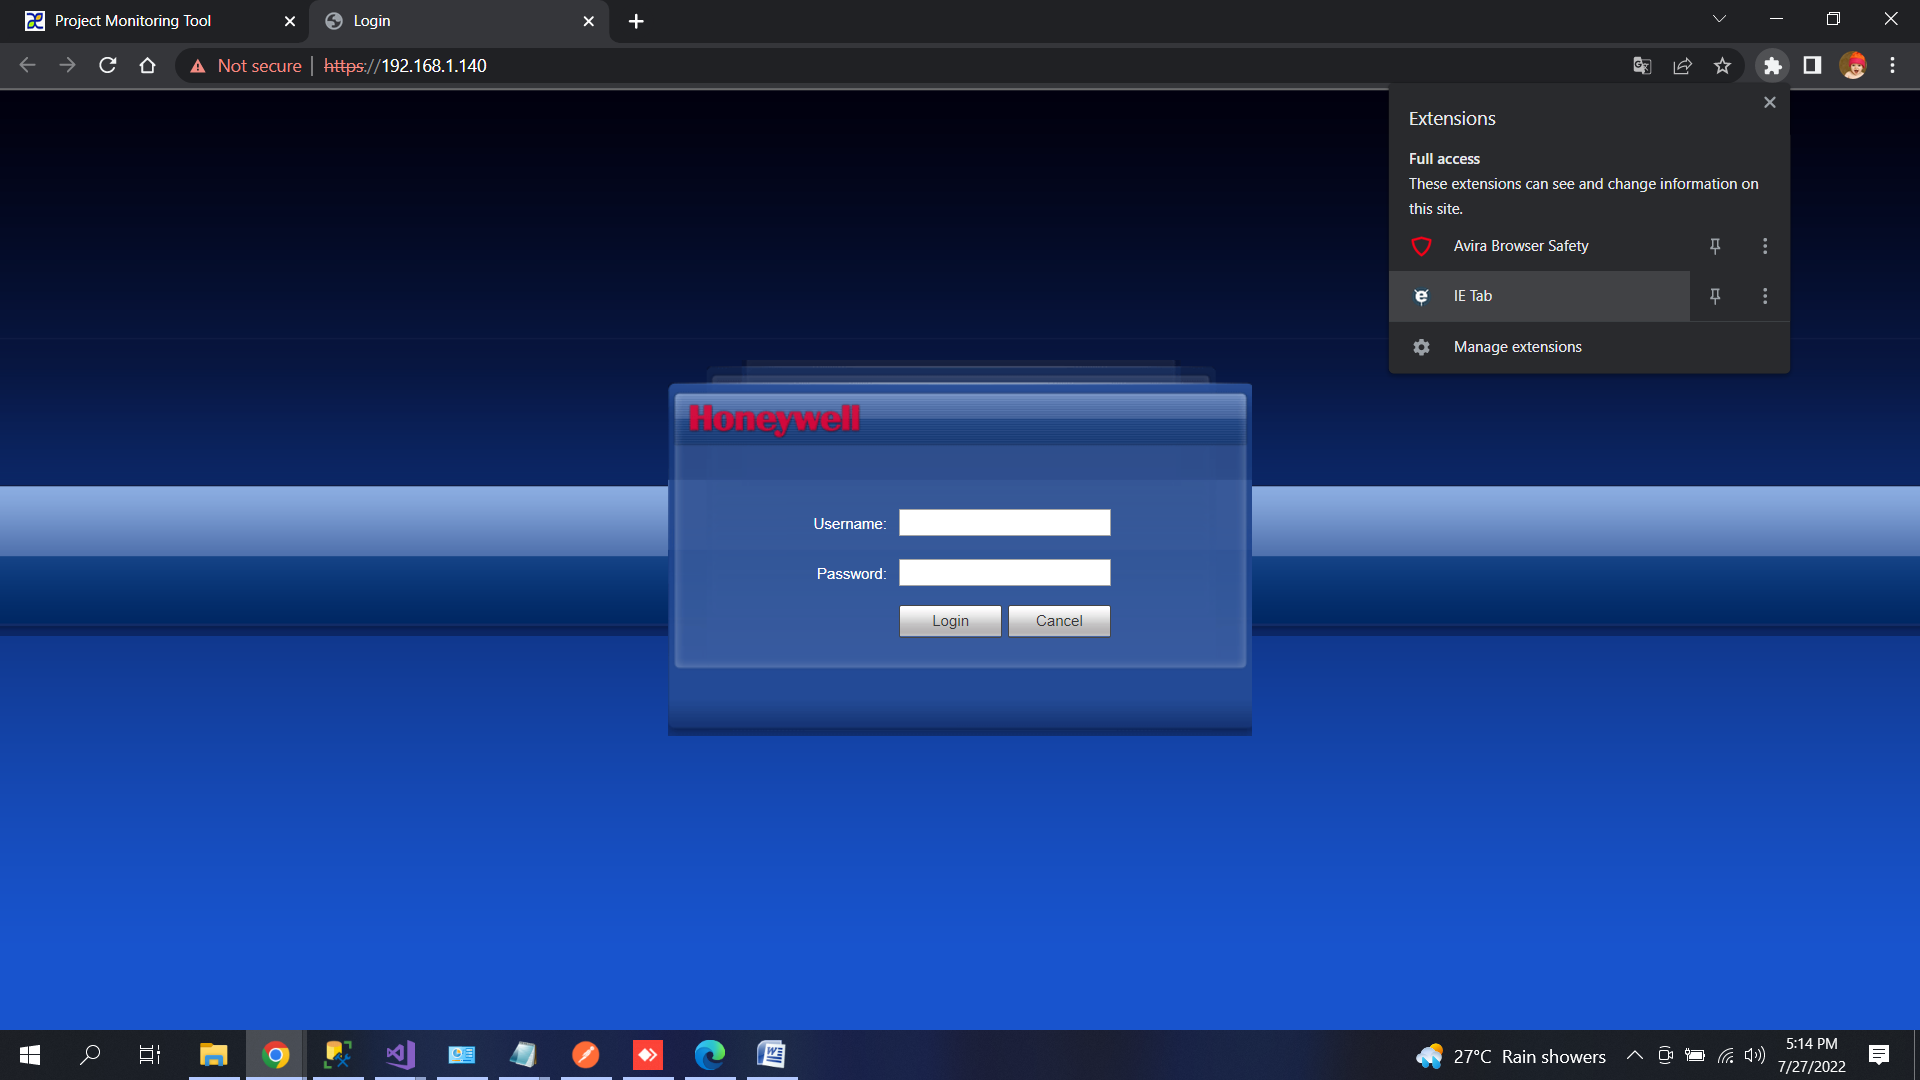 Project Monitoring Tool
Login
Not secure
https://192.168.1.140
Extensions
Full access
These extensions can see and change information on
this site.
Avira Browser Safety
IE Tab
Manage extensions
Honeywell
Username:
Password:
Login
Cancel
27°C Rain showers
5:14 PM
7/27/2022